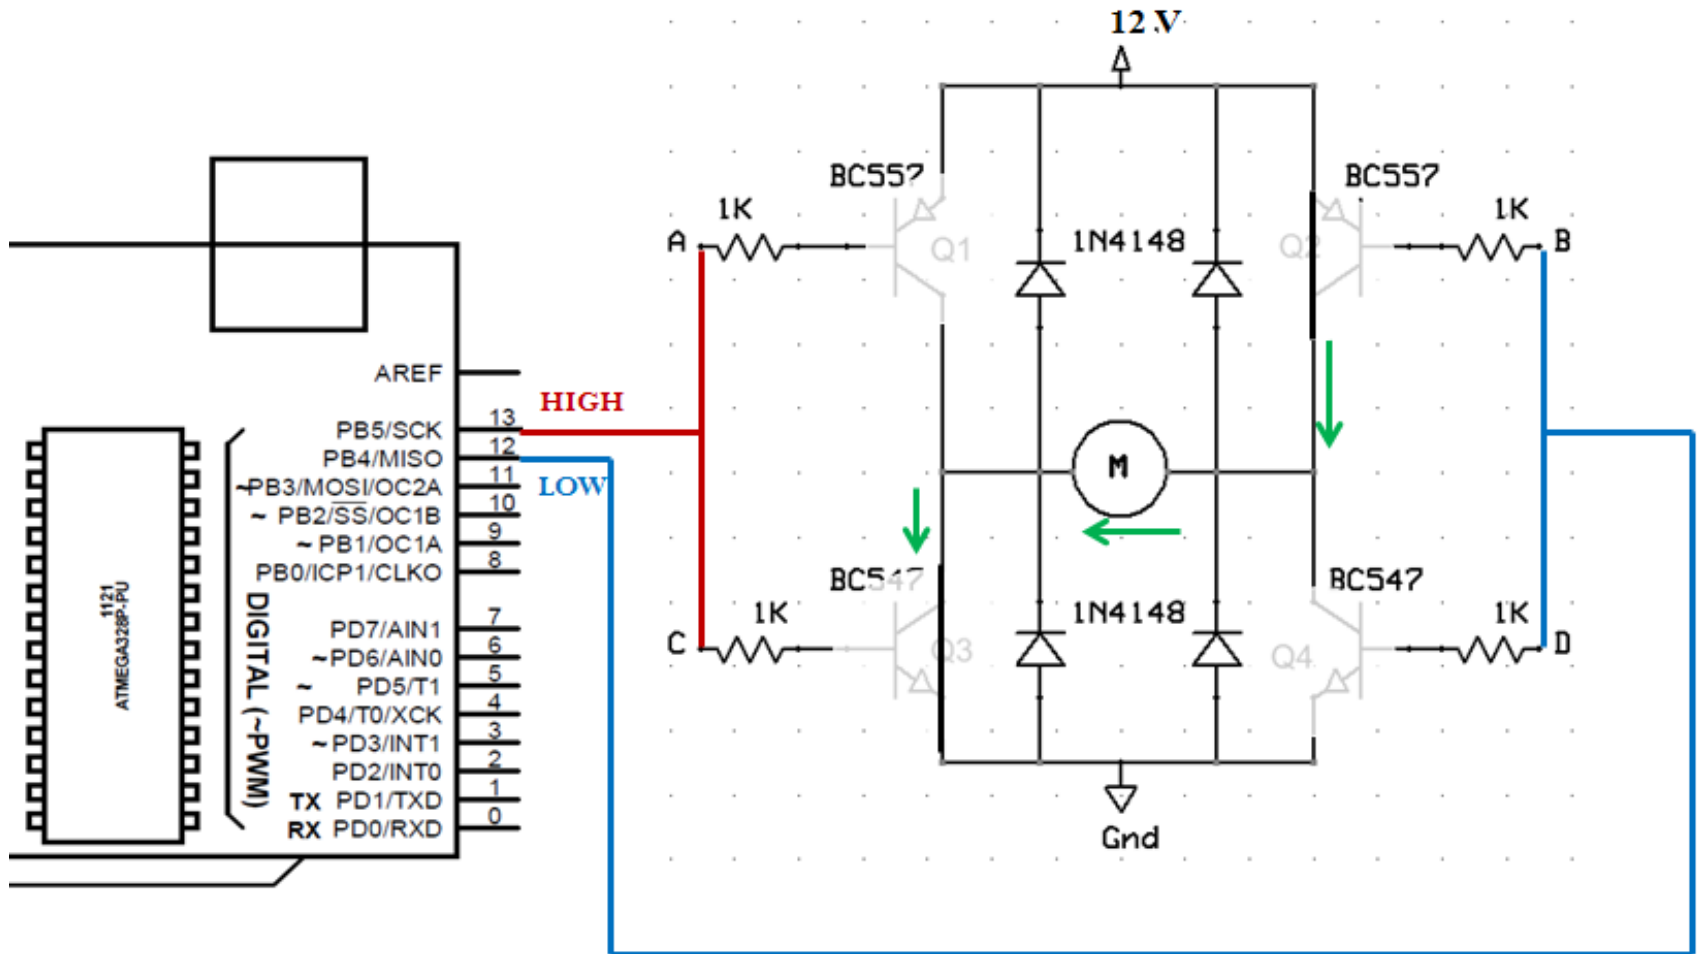 12 V
BC557
BC557
1K
1K
A
Q1
1N4148
Q2
B
AREF
HIGH
PB5/SCK 13
PB4/MISO 12
~PB3/MOSI/OC2A 11
LOW
~ PB2/SS/OC1B 10
~ PB1/OC1A 9
PB0/ICP1/CLKO 8
M
PD7/AIN1 7
~PD6/AIN0 6
~ PD5/T1 5
PD4/T0/XCK 4
~PD3/INT1 3
PD2/INT0 2
TX PD1/TXD 1
RX PD0/RXD 0
DIGITAL (~PWM)
1121
ATMEGA328P-PU
BC547
BC547
1K
1N4148
1K
C
Q3
Q4
D
Gnd